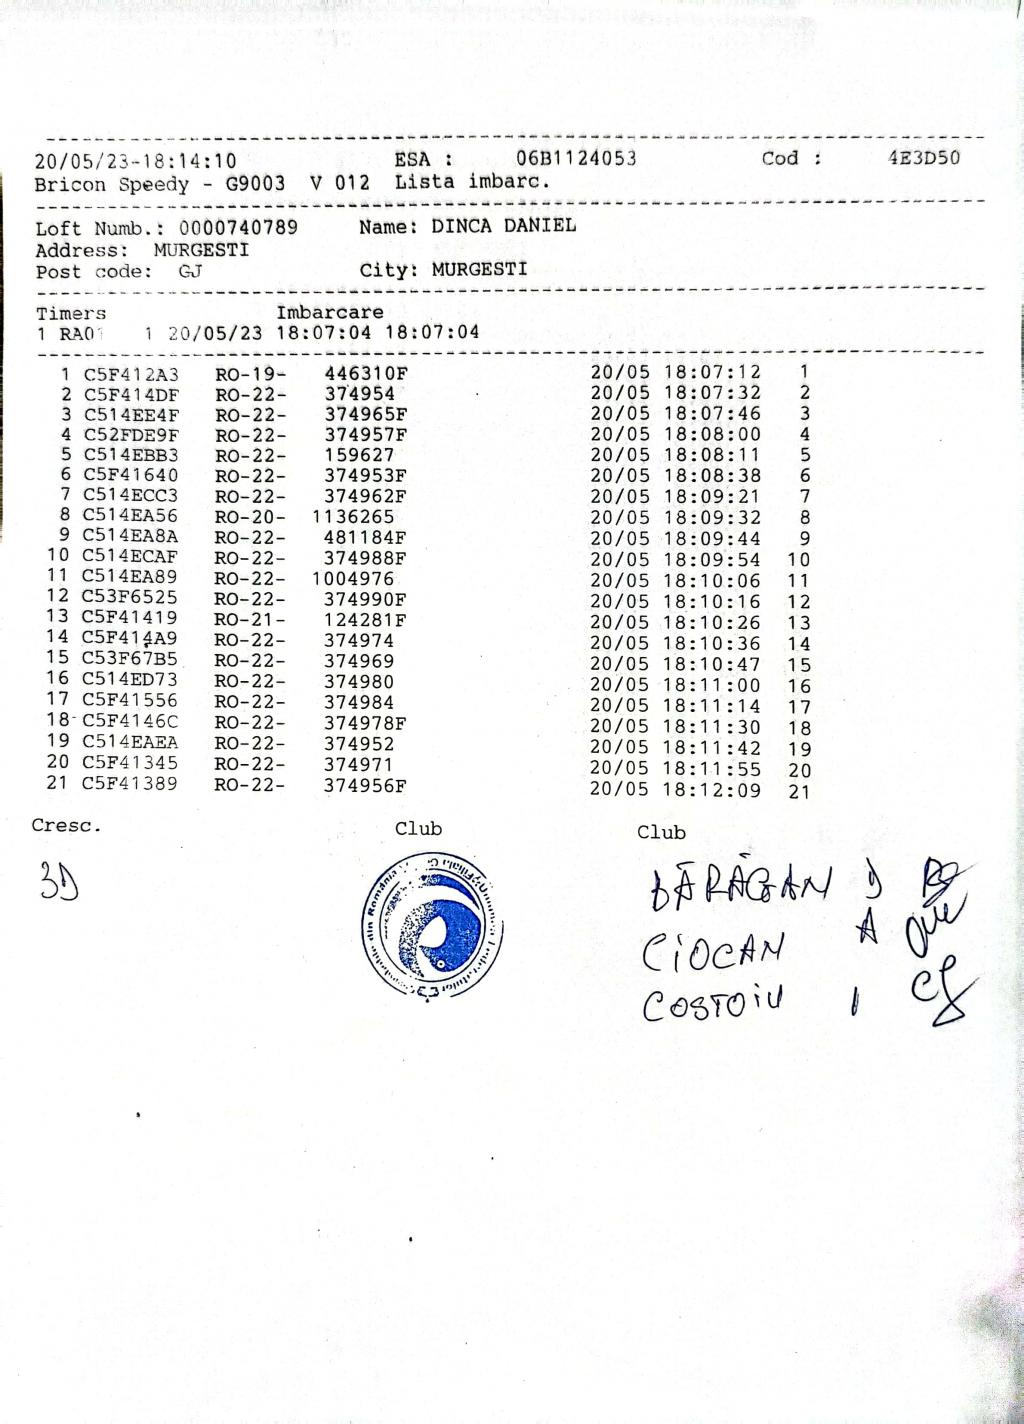 20/05/23-18:14:10 ESA : 06B1124053 Cod : 4E3D50
Bricon Speedy - G9003 V 012 Lista imbarc.
Loft Numb.: 0000740789 Name: DINCA DANIEL
Address: MURGESTI
Post code: GJ City: MURGESTI
Timers Imbarcare
1 RA01 1 20/05/23 18:07:04 18:07:04
1 C5F412A3 RO-19- 446310F 20/05 18:07:12 1
2 C5F414DF RO-22- 374954 20/05 18:07:32 2
3 C514EE4F RO-22- 374965F 20/05 18:07:46 3
4 C52FDE9F RO-22- 374957F 20/05 18:08:00 4
5 C514EBB3 RO-22- 159627 20/05 18:08:11 5
6 C5F41640 RO-22- 374953F 20/05 18:08:38 6
7 C514ECC3 RO-22- 374962F 20/05 18:09:21 7
8 C514EA56 RO-20- 1136265 20/05 18:09:32 8
9 C514EA8A RO-22- 481184F 20/05 18:09:44 9
10 C514ECAF RO-22- 374988F 20/05 18:09:54 10
11 C514EA89 RO-22- 1004976 20/05 18:10:06 11
12 C53F6525 RO-22- 374990F 20/05 18:10:16 12
13 C5F41419 RO-21- 124281F 20/05 18:10:26 13
14 C5F414A9 RO-22- 374974 20/05 18:10:36 14
15 C53F67B5 RO-22- 374969 20/05 18:10:47 15
16 C514ED73 RO-22- 374980 20/05 18:11:00 16
17 C5F41556 RO-22- 374984 20/05 18:11:14 17
18 C5F4146C RO-22- 374978F 20/05 18:11:30 18
19 C514EAEA RO-22- 374952 20/05 18:11:42 19
20 C5F41345 RO-22- 374971 20/05 18:11:55 20
21 C5F41389 RO-22- 374956F 20/05 18:12:09 21
Cresc. Club Club
BĂRĂGAN D
CIOCAN A
COSTOIU I
din România